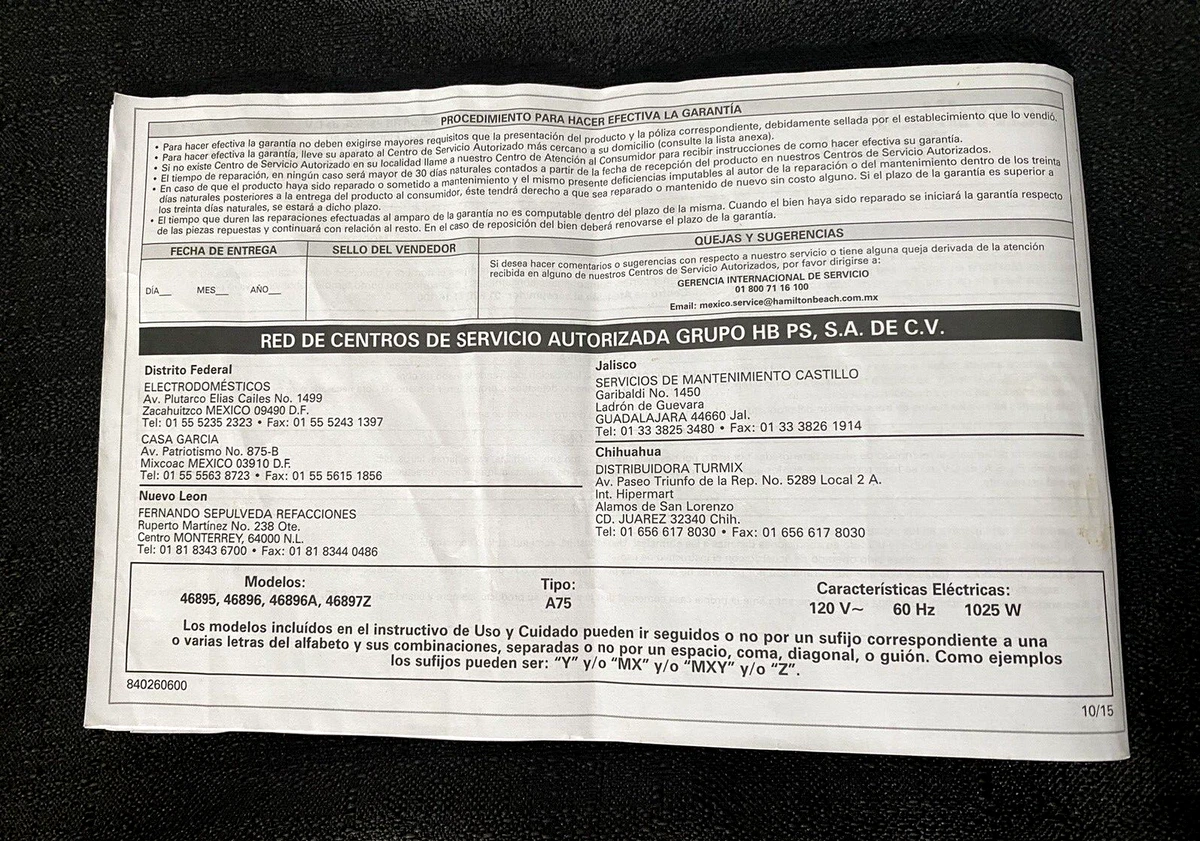 PROCEDIMIENTO PARA HACER EFECTIVA LA GARANTÍA
• Para hacer efectiva la garantía no deben exigirse mayores requisitos que la presentación del producto y la póliza correspondiente, debidamente sellada por el establecimiento que lo vendió.
• Para hacer efectiva la garantía, lleve su aparato al Centro de Servicio Autorizado más cercano a su domicilio (consulte la lista anexa).
• Si no existe Centro de Servicio Autorizado en su localidad llame a nuestro Centro de Atención al Consumidor para recibir instrucciones de como hacer efectiva su garantía.
• El tiempo de reparación, en ningún caso será mayor de 30 días naturales contados a partir de la fecha de recepción del producto en nuestros Centros de Servicio Autorizados.
• En caso de que el producto haya sido reparado o sometido a mantenimiento y el mismo presente deficiencias imputables al autor de la reparación o del mantenimiento dentro de los treinta
días naturales posteriores a la entrega del producto al consumidor, éste tendrá derecho a que sea reparado o mantenido de nuevo sin costo alguno. Si el plazo de la garantía es superior a
los treinta días naturales, se estará a dicho plazo.
• El tiempo que duren las reparaciones efectuadas al amparo de la garantía no es computable dentro del plazo de la misma. Cuando el bien haya sido reparado se iniciará la garantía respecto
de las piezas repuestas y continuará con relación al resto. En el caso de reposición del bien deberá renovarse el plazo de la garantía.
FECHA DE ENTREGA
DÍA___ MES___ AÑO___
SELLO DEL VENDEDOR
QUEJAS Y SUGERENCIAS
Si desea hacer comentarios o sugerencias con respecto a nuestro servicio o tiene alguna queja derivada de la atención
recibida en alguno de nuestros Centros de Servicio Autorizados, por favor dirigirse a:
GERENCIA INTERNACIONAL DE SERVICIO
01 800 71 16 100
Email: mexico.service@hamiltonbeach.com.mx
RED DE CENTROS DE SERVICIO AUTORIZADA GRUPO HB PS, S.A. DE C.V.
Distrito Federal
ELECTRODOMÉSTICOS
Av. Plutarco Elias Cailes No. 1499
Zacahuitzco MEXICO 09490 D.F.
Tel: 01 55 5235 2323 • Fax: 01 55 5243 1397
CASA GARCIA
Av. Patriotismo No. 875-B
Mixcoac MEXICO 03910 D.F.
Tel: 01 55 5563 8723 • Fax: 01 55 5615 1856
Nuevo Leon
FERNANDO SEPULVEDA REFACCIONES
Ruperto Martínez No. 238 Ote.
Centro MONTERREY, 64000 N.L.
Tel: 01 81 8343 6700 • Fax: 01 81 8344 0486
Jalisco
SERVICIOS DE MANTENIMIENTO CASTILLO
Garibaldi No. 1450
Ladrón de Guevara
GUADALAJARA 44660 Jal.
Tel: 01 33 3825 3480 • Fax: 01 33 3826 1914
Chihuahua
DISTRIBUIDORA TURMIX
Av. Paseo Triunfo de la Rep. No. 5289 Local 2 A.
Int. Hipermart
Alamos de San Lorenzo
CD. JUAREZ 32340 Chih.
Tel: 01 656 617 8030 • Fax: 01 656 617 8030
Modelos:
46895, 46896, 46896A, 46897Z
Tipo:
A75
Características Eléctricas:
120 V~ 60 Hz 1025 W
Los modelos incluídos en el instructivo de Uso y Cuidado pueden ir seguidos o no por un sufijo correspondiente a una
o varias letras del alfabeto y sus combinaciones, separadas o no por un espacio, coma, diagonal, o guión. Como ejemplos
los sufijos pueden ser: “Y” y/o “MX” y/o “MXY” y/o “Z”.
840260600
10/15